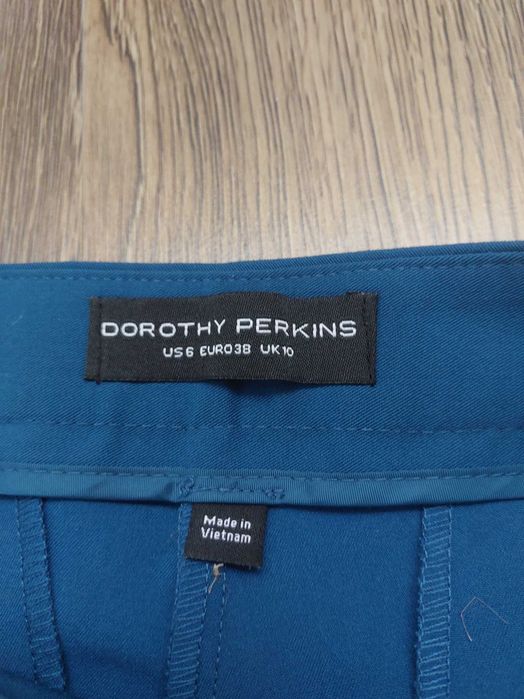 DOROTHY PERKINS
US6 EURO38 UK10
Made in
Vietnam